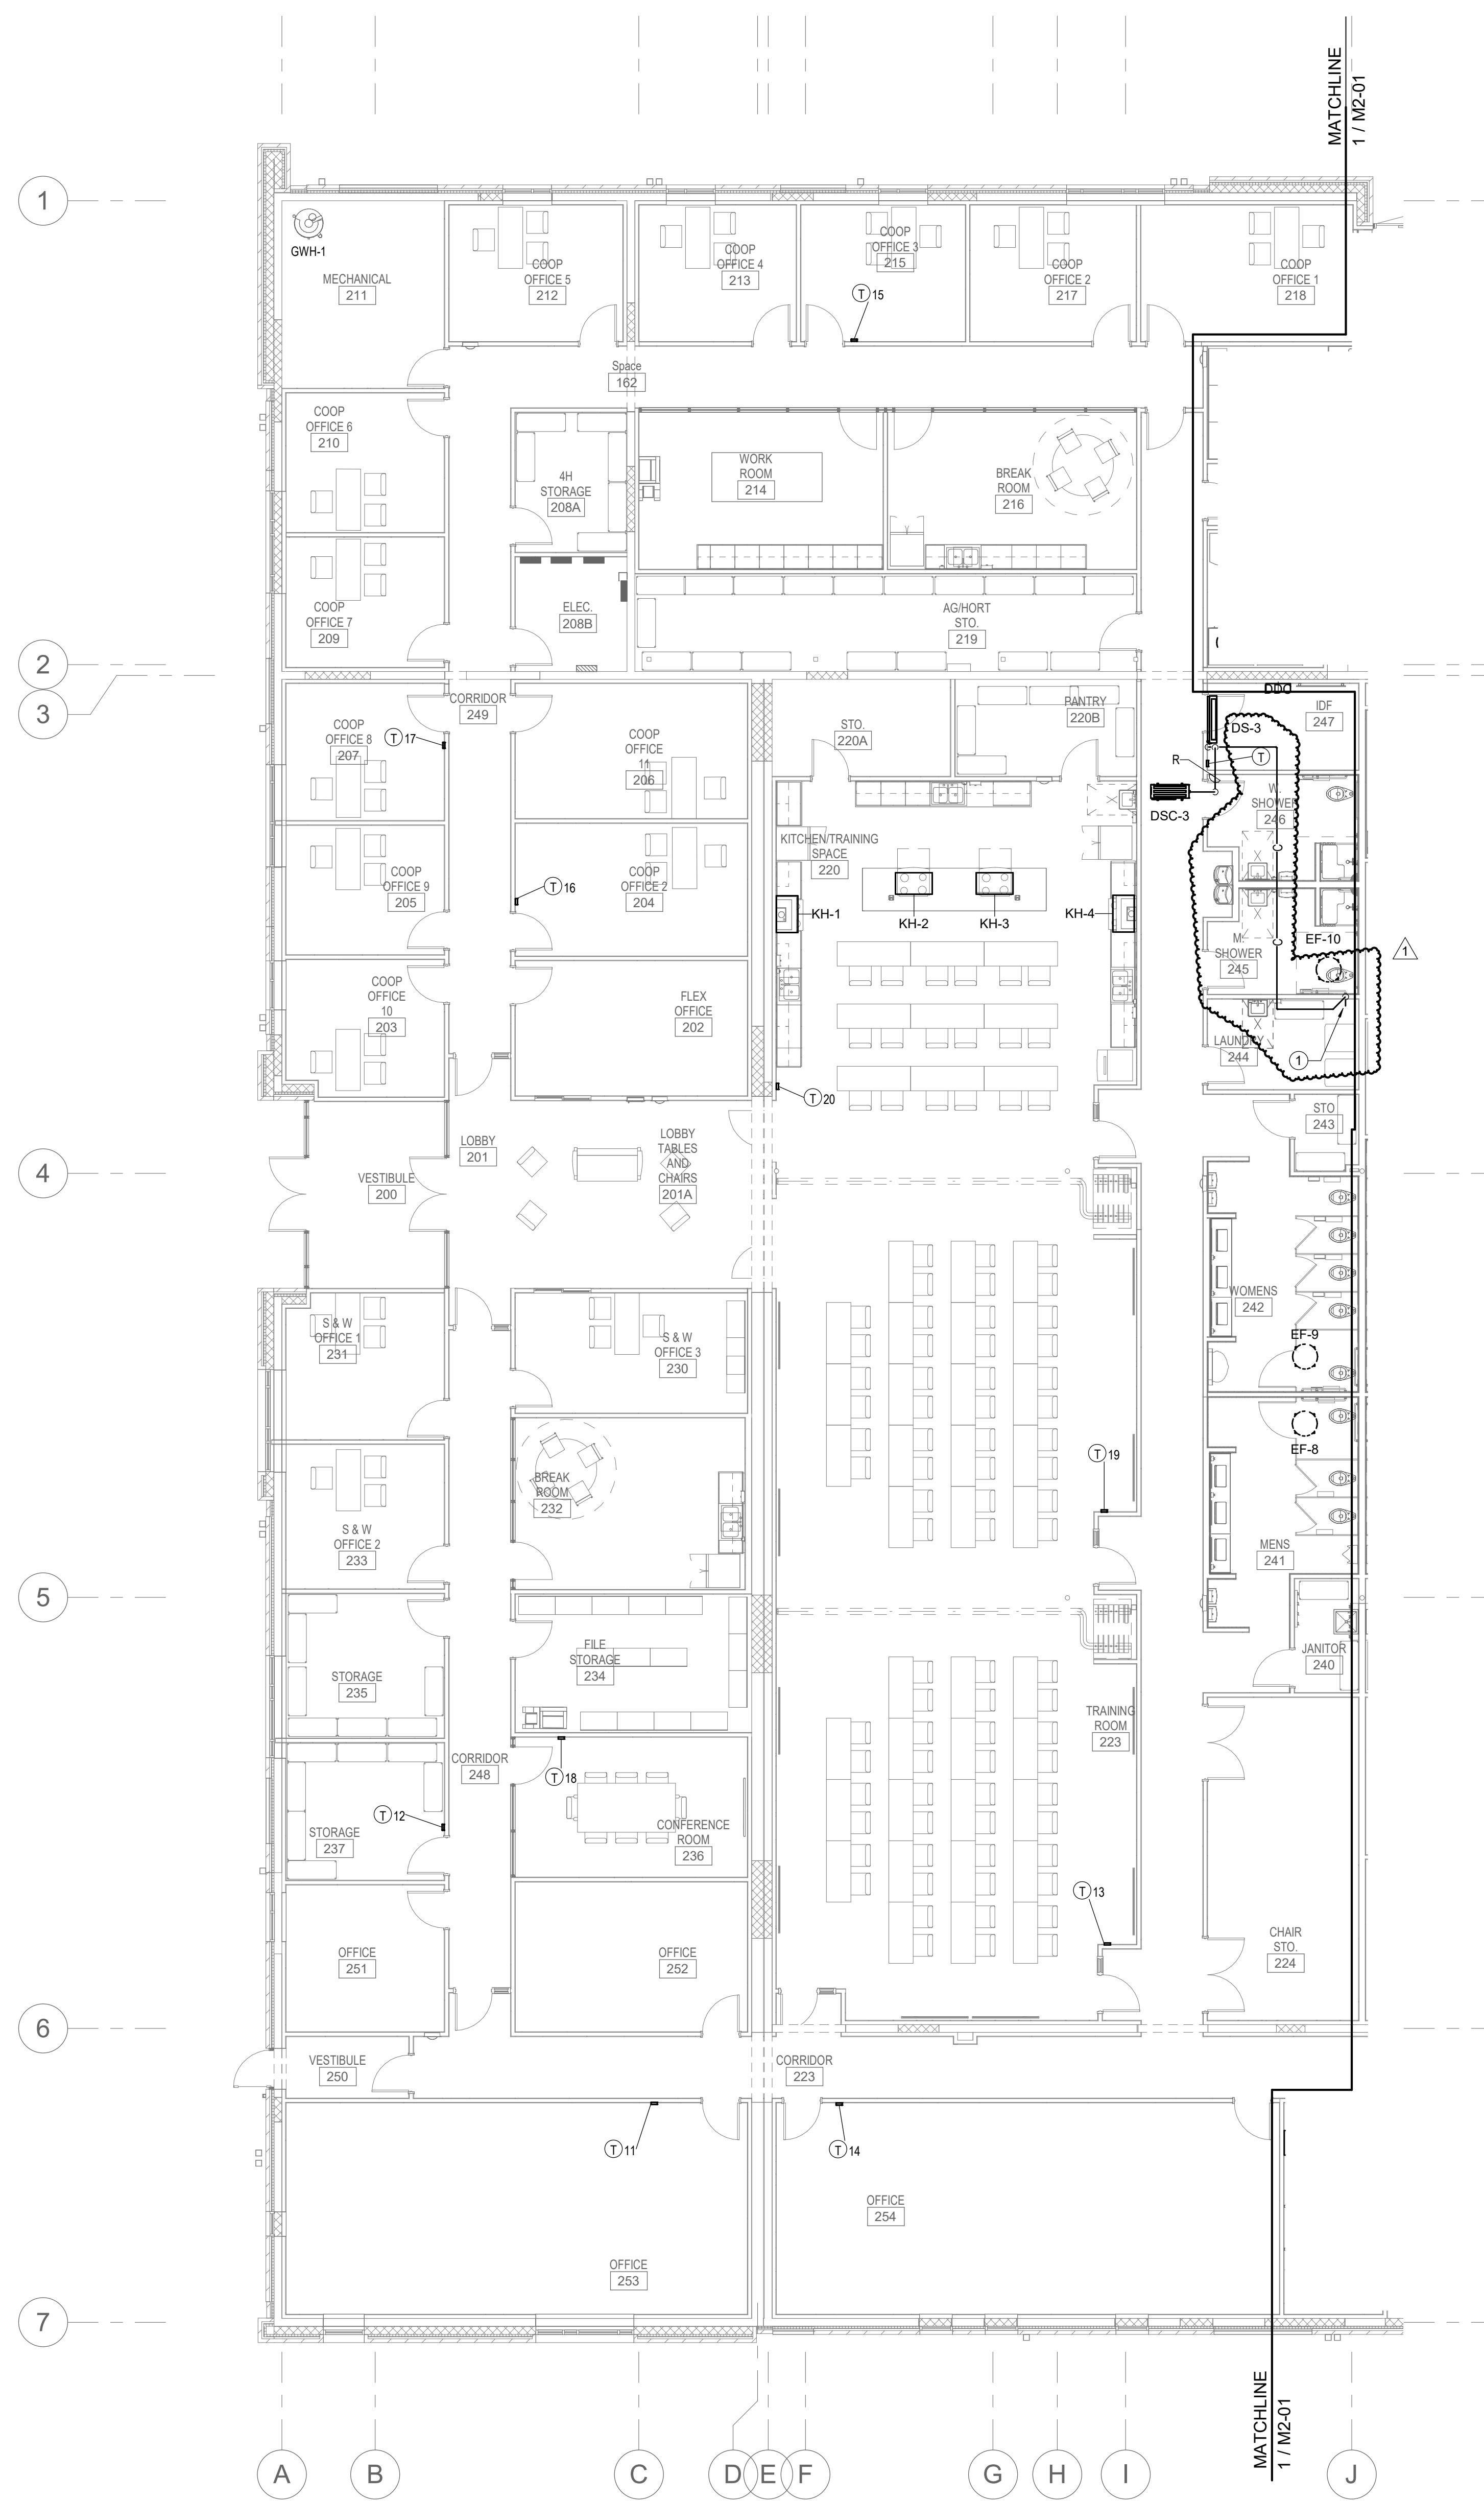 MATCHLINE
1 / M2-01
1
GWH-1
MECHANICAL
211
COOP
OFFICE 5
212
COOP
OFFICE 4
213
COOP
OFFICE 3
215
COOP
OFFICE 2
217
COOP
OFFICE 1
218
T 15
Space
162
COOP
OFFICE 6
210
4H
STORAGE
208A
WORK
ROOM
214
BREAK
ROOM
216
COOP
OFFICE 7
209
ELEC.
208B
AG/HORT
STO.
219
2
3
CORRIDOR
249
COOP
OFFICE 8
207
T 17
COOP
OFFICE
11
206
STO.
220A
PANTRY
220B
IDF
247
DS-3
T
R
DSC-3
W.
SHOWER
246
KITCHEN/TRAINING
SPACE
220
COOP
OFFICE 9
205
T 16
COOP
OFFICE 2
204
KH-1
KH-2
KH-3
KH-4
EF-10
M.
SHOWER
245
1
COOP
OFFICE
10
203
FLEX
OFFICE
202
LAUNDRY
244
1
T 20
STO
243
4
LOBBY
201
LOBBY
TABLES
AND
CHAIRS
201A
VESTIBULE
200
WOMENS
242
S & W
OFFICE 1
231
S & W
OFFICE 3
230
EF-9
EF-8
BREAK
ROOM
232
T 19
S & W
OFFICE 2
233
MENS
241
5
FILE
STORAGE
234
JANITOR
240
STORAGE
235
TRAINING
ROOM
223
CORRIDOR
248
T 18
T 12
STORAGE
237
CONFERENCE
ROOM
236
T 13
OFFICE
251
OFFICE
252
CHAIR
STO.
224
6
VESTIBULE
250
CORRIDOR
223
T 11
T 14
OFFICE
254
OFFICE
253
7
MATCHLINE
1 / M2-01
A
B
C
D
E
F
G
H
I
J